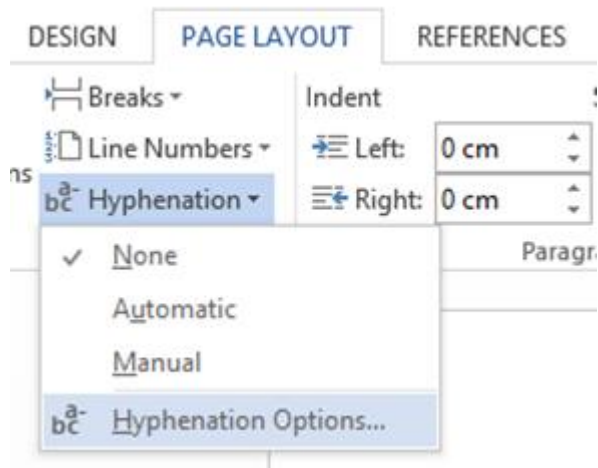 DESIGN PAGE LAYOUT REFERENCES
Breaks Indent
Line Numbers Left: 0 cm
ns Hyphenation Right: 0 cm
None Paragr
Automatic
Manual
Hyphenation Options...